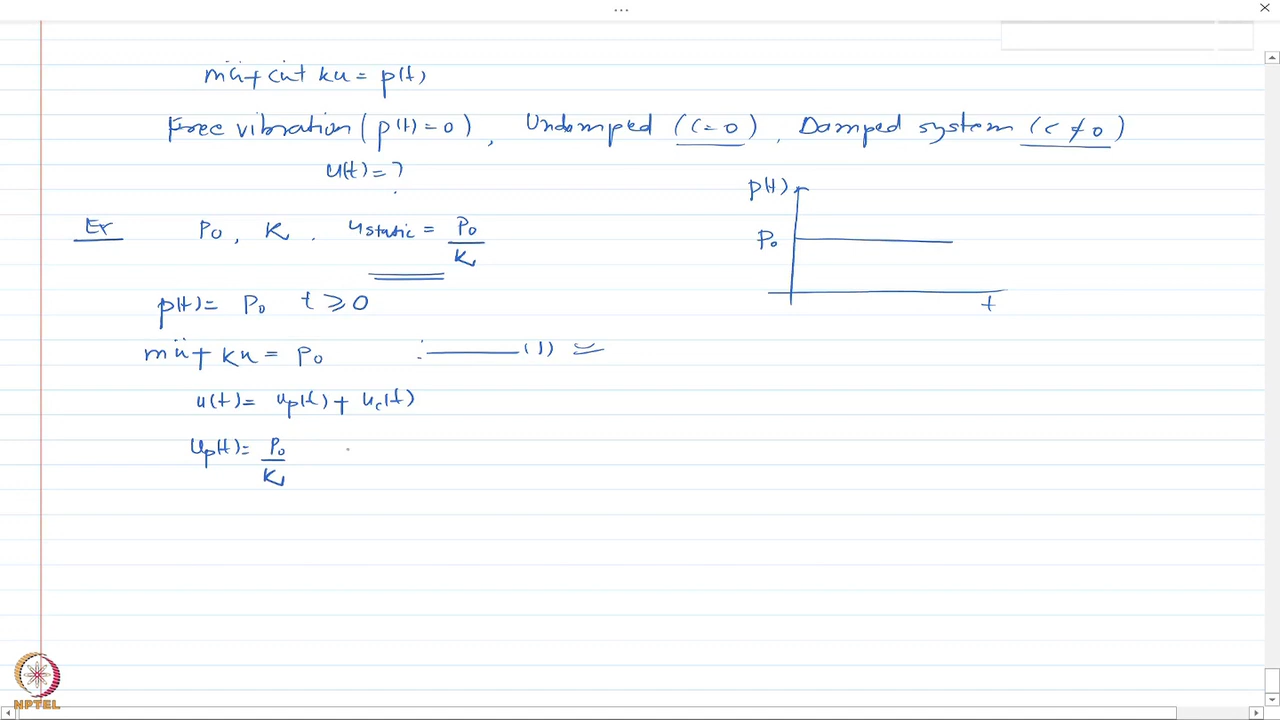 mü + cu̇ + ku = p(t)
Free vibration (p(t) = 0), Undamped (c = 0), Damped system (c ≠ 0)
u(t) = ?
p(t)
Ex P₀, K. u static = P₀/K
P₀
t
p(t) = P₀ t ≥ 0
mü + ku = P₀ : ——— (1)
u(t) = up(t) + uc(t)
Up(t) = P₀/K
NPTEL